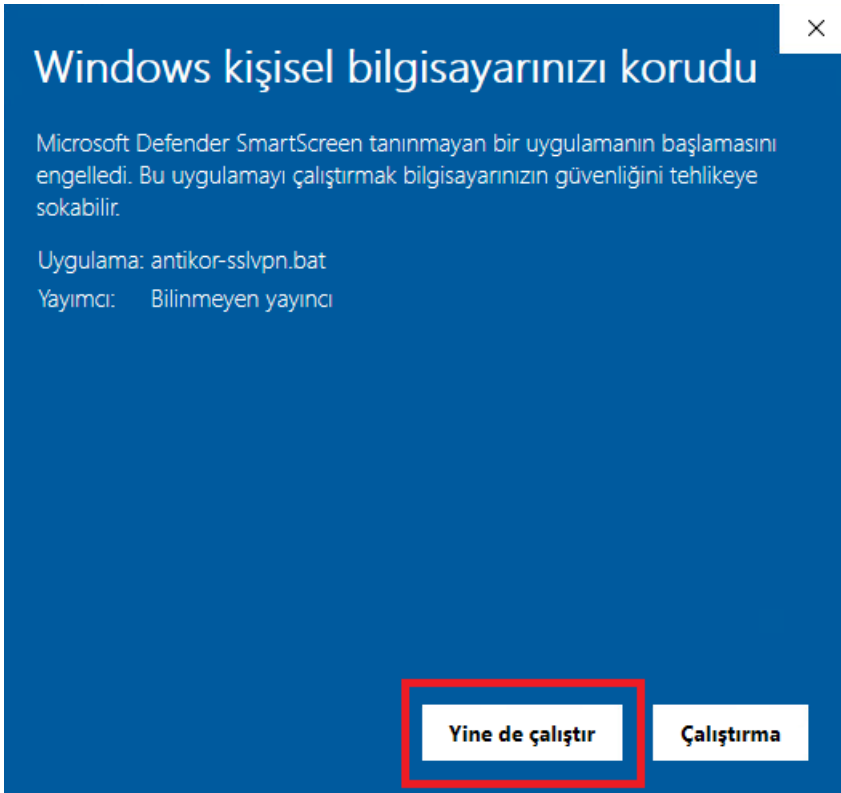 Windows kişisel bilgisayarınızı korudu
Microsoft Defender SmartScreen tanınmayan bir uygulamanın başlamasını
engelledi. Bu uygulamayı çalıştırmak bilgisayarınızın güvenliğini tehlikeye
sokabilir.
Uygulama: antikor-sslvpn.bat
Yayımcı: Bilinmeyen yayıncı
Yine de çalıştır
Çalıştırma